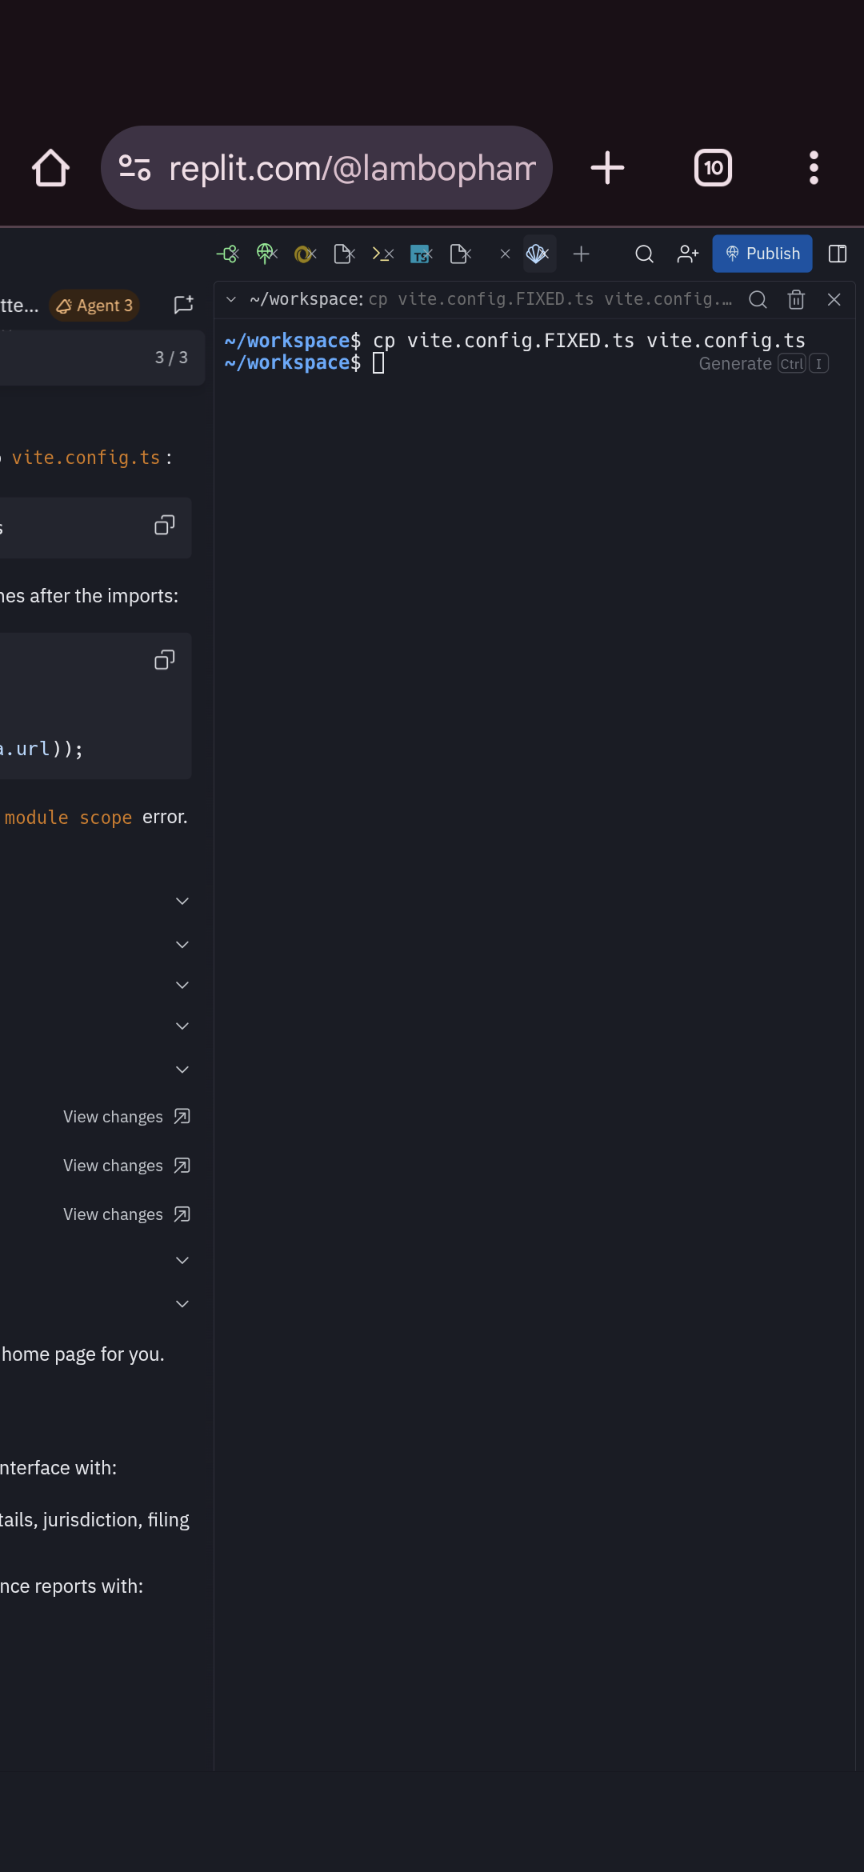 replit.com/@lambopham
10
TS
Publish
tte... Agent 3
~/workspace: cp vite.config.FIXED.ts vite.config....
~/workspace$ cp vite.config.FIXED.ts vite.config.ts
~/workspace$
Generate Ctrl I
3 / 3
vite.config.ts:
s
nes after the imports:
a.url));
module scope error.
View changes
View changes
View changes
home page for you.
nterface with:
tails, jurisdiction, filing
nce reports with: